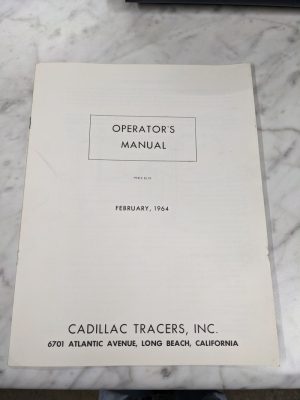 OPERATOR'S
MANUAL
FEBRUARY, 1964
CADILLAC TRACERS, INC.
6701 ATLANTIC AVENUE, LONG BEACH, CALIFORNIA